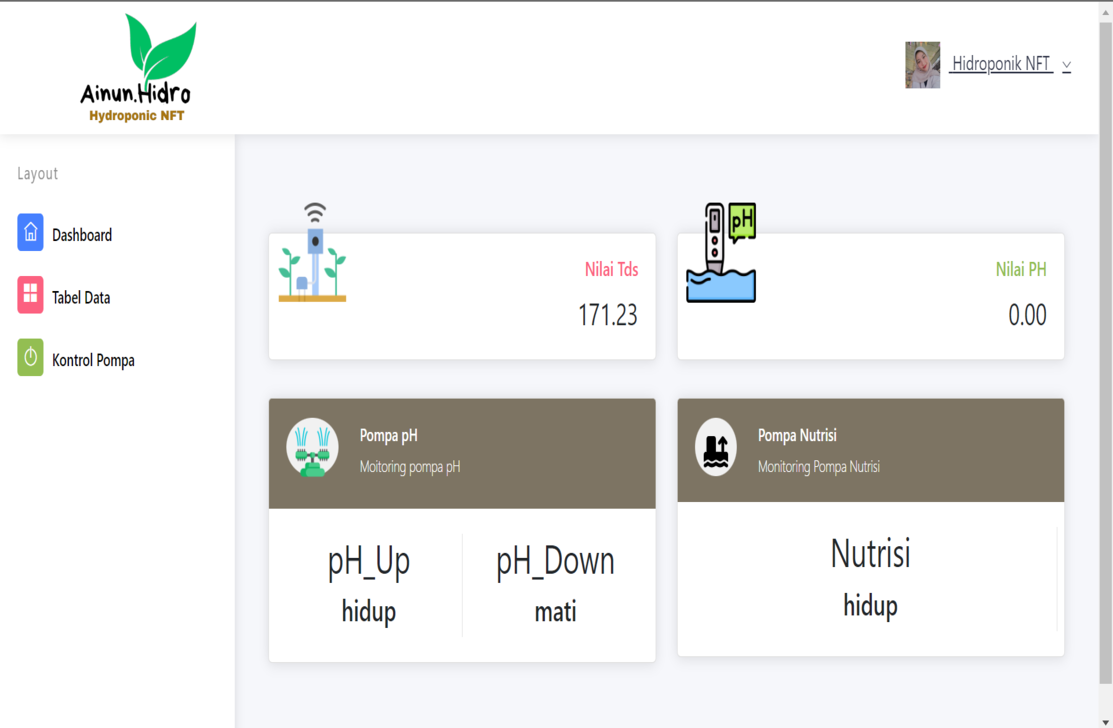 Ainun.Hidro
Hydroponic NFT
Hidroponik NFT
Layout
Dashboard
Tabel Data
Kontrol Pompa
Nilai Tds
171.23
pH
Nilai PH
0.00
Pompa pH
Moitoring pompa pH
pH_Up
hidup
pH_Down
mati
Pompa Nutrisi
Monitoring Pompa Nutrisi
Nutrisi
hidup